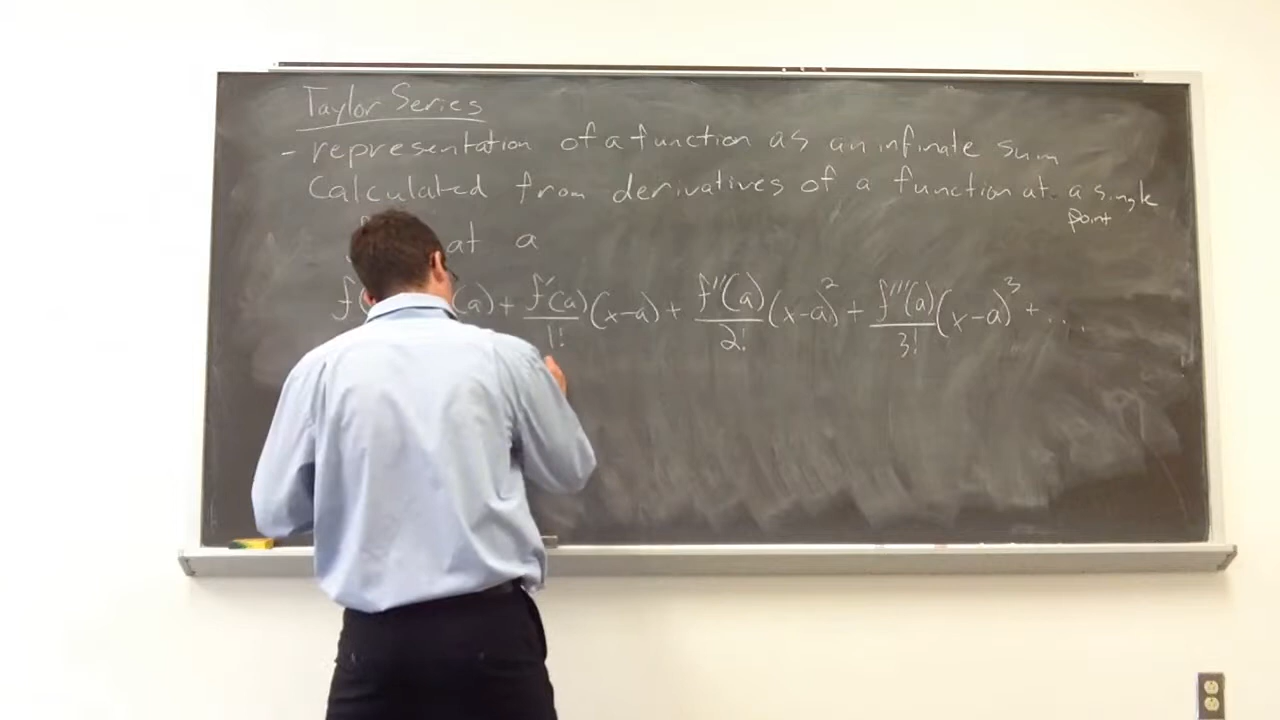 Taylor Series
- representation of a function as an infinate sum
Calculated from derivatives of a function at a single
point
at a
f( (a) + f'(a)/1! (x-a) + f''(a)/2! (x-a)² + f'''(a)/3! (x-a)³ + ....